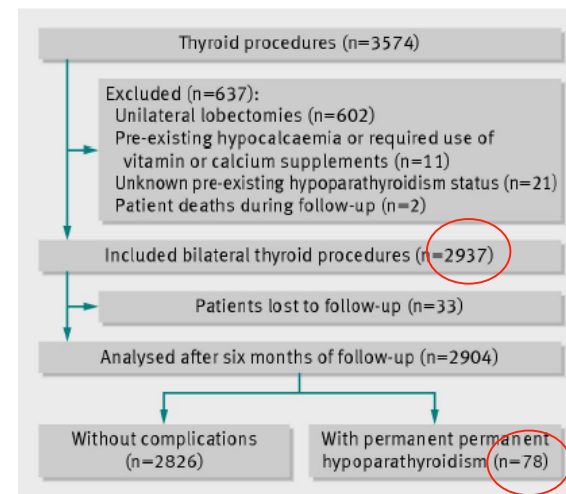 Thyroid procedures (n=3574)
Excluded (n=637):
Unilateral lobectomies (n=602)
Pre-existing hypocalcaemia or required use of
vitamin or calcium supplements (n=11)
Unknown pre-existing hypoparathyroidism status (n=21)
Patient deaths during follow-up (n=2)
Included bilateral thyroid procedures (n=2937)
Patients lost to follow-up (n=33)
Analysed after six months of follow-up (n=2904)
Without complications
(n=2826)
With permanent permanent
hypoparathyroidism (n=78)